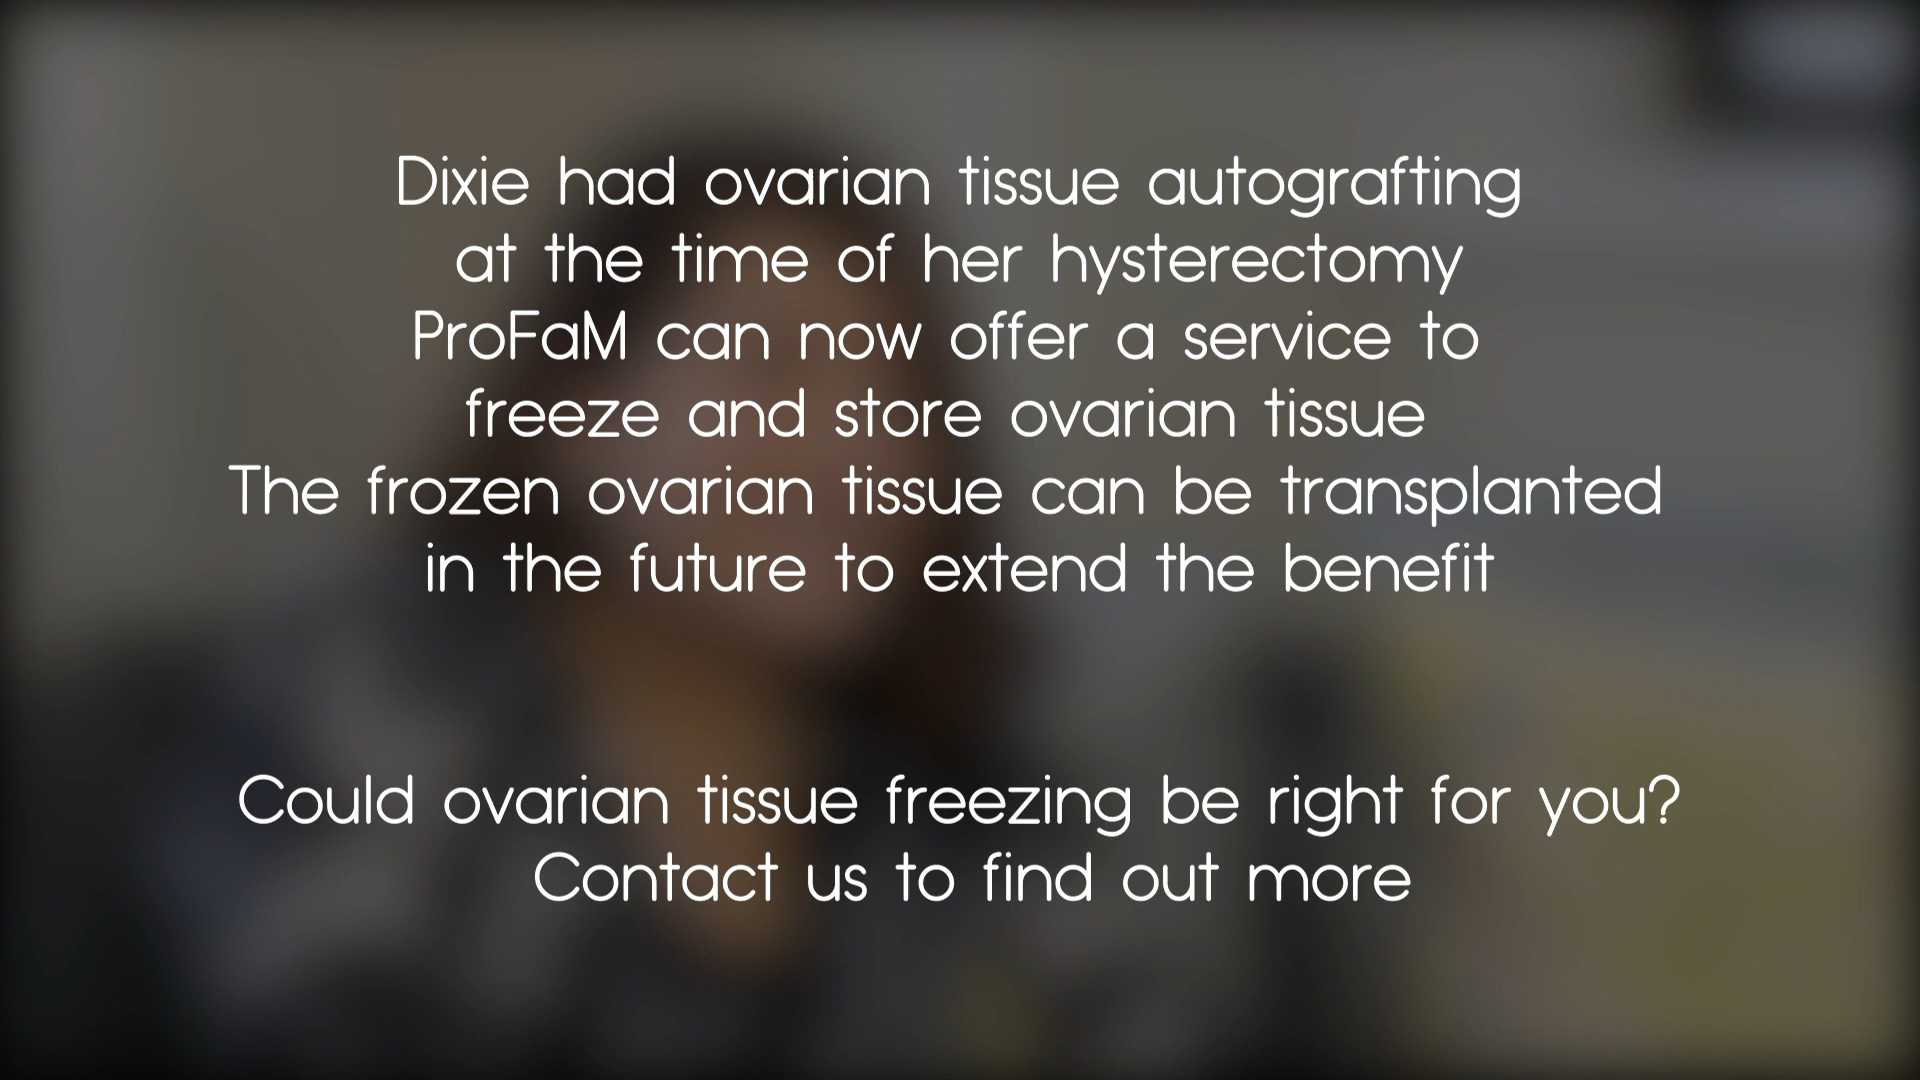 Dixie had ovarian tissue autografting
at the time of her hysterectomy
ProFaM can now offer a service to
freeze and store ovarian tissue
The frozen ovarian tissue can be transplanted
in the future to extend the benefit
Could ovarian tissue freezing be right for you?
Contact us to find out more